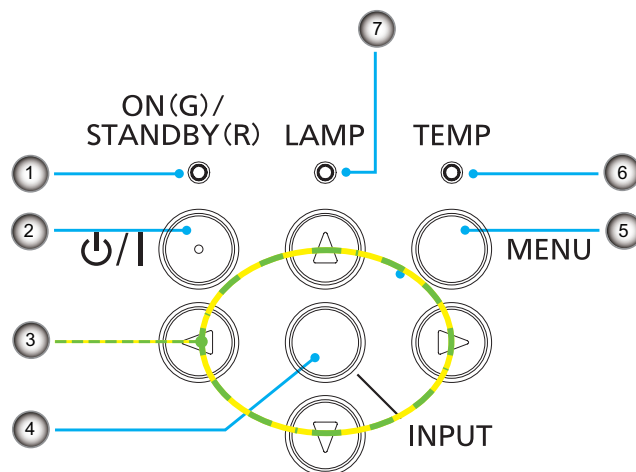 7
ON(G)/
STANDBY(R) LAMP TEMP
1
6
2
5
⏻/I MENU
3
4
INPUT